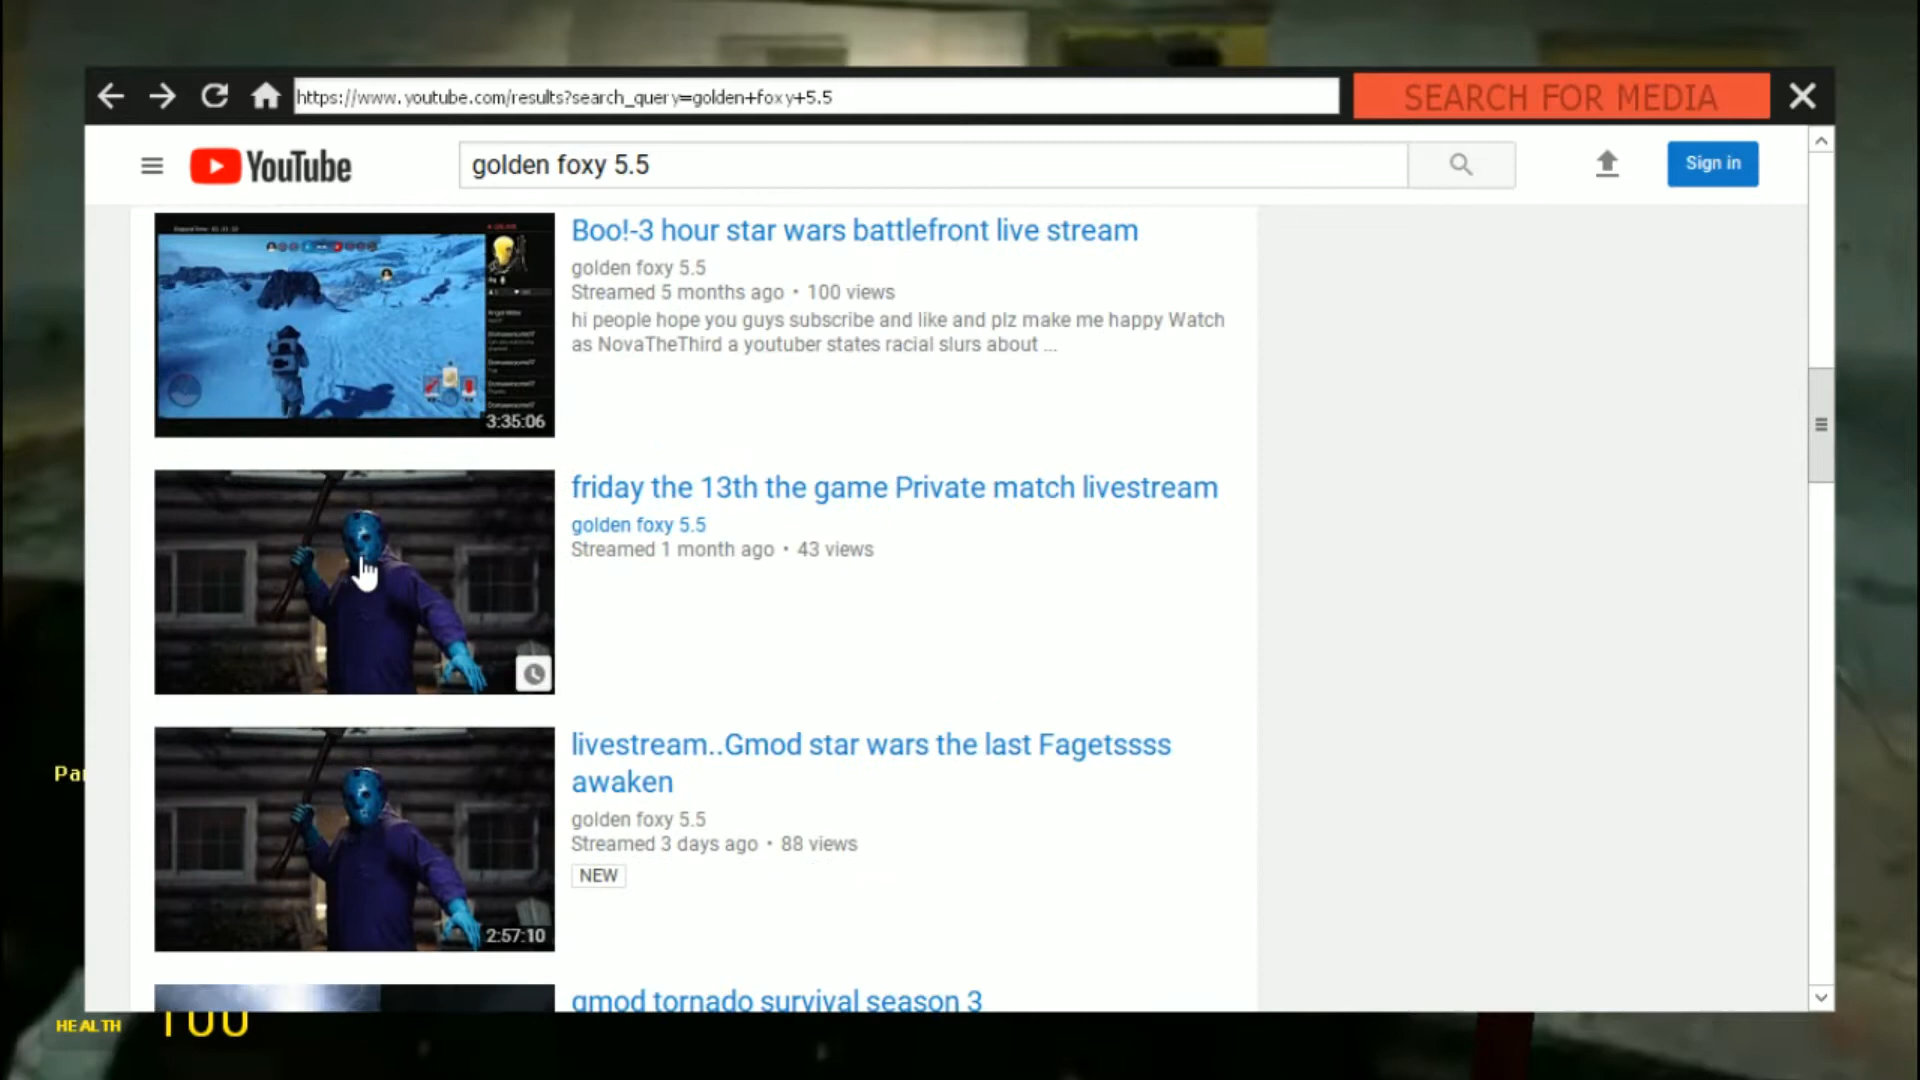 https://www.youtube.com/results?search_query=golden+foxy+5.5
SEARCH FOR MEDIA
YouTube
golden foxy 5.5
Sign in
Boo!-3 hour star wars battlefront live stream
golden foxy 5.5
Streamed 5 months ago • 100 views
hi people hope you guys subscribe and like and plz make me happy Watch
as NovaTheThird a youtuber states racial slurs about ...
3:35:06
friday the 13th the game Private match livestream
golden foxy 5.5
Streamed 1 month ago • 43 views
livestream..Gmod star wars the last Fagetssss
awaken
golden foxy 5.5
Streamed 3 days ago • 88 views
NEW
2:57:10
gmod tornado survival season 3
HEALTH 100